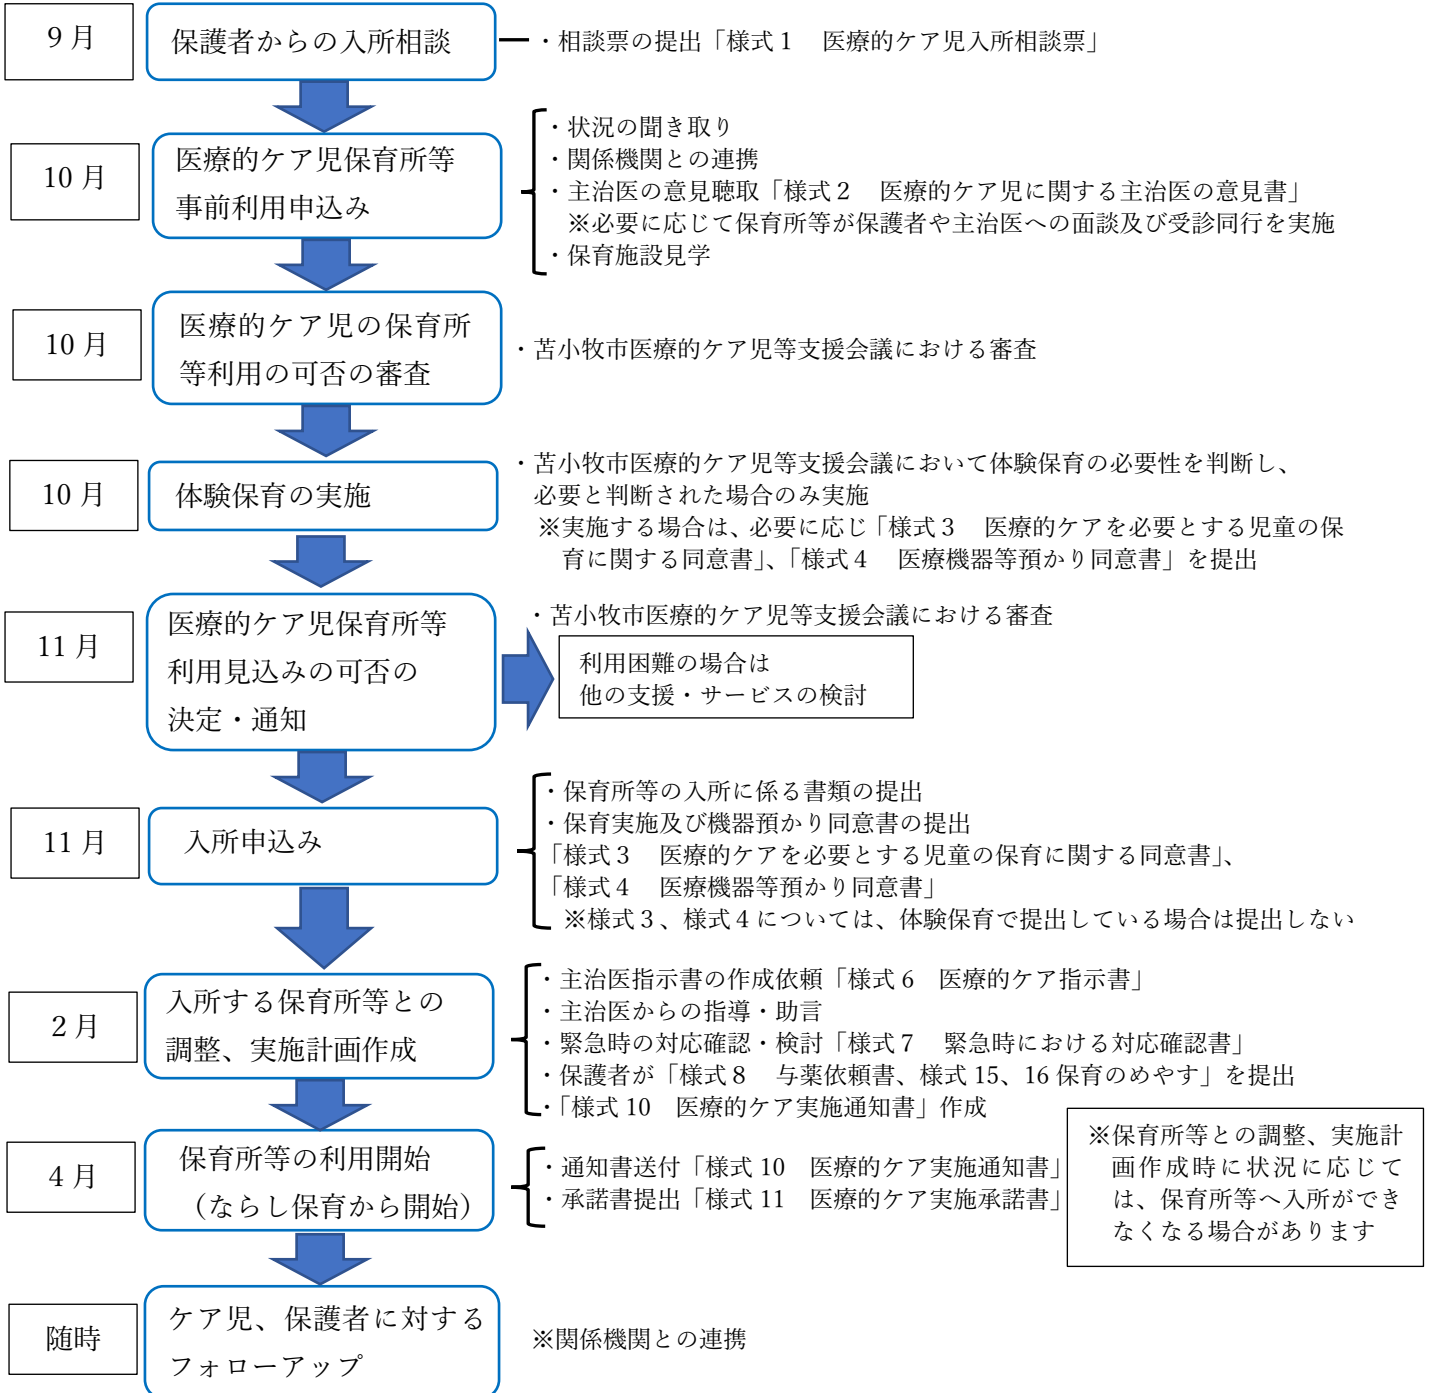 9月
保護者からの入所相談
・相談票の提出「様式1　医療的ケア児入所相談票」
10月
医療的ケア児保育所等
事前利用申込み
・状況の聞き取り
・関係機関との連携
・主治医の意見聴取「様式2　医療的ケア児に関する主治医の意見書」
※必要に応じて保育所等が保護者や主治医への面談及び受診同行を実施
・保育施設見学
10月
医療的ケア児の保育所
等利用の可否の審査
・苫小牧市医療的ケア児等支援会議における審査
10月
体験保育の実施
・苫小牧市医療的ケア児等支援会議において体験保育の必要性を判断し、
必要と判断された場合のみ実施
※実施する場合は、必要に応じ「様式3　医療的ケアを必要とする児童の保
育に関する同意書」、「様式4　医療機器等預かり同意書」を提出
11月
医療的ケア児保育所等
利用見込みの可否の
決定・通知
・苫小牧市医療的ケア児等支援会議における審査
利用困難の場合は
他の支援・サービスの検討
11月
入所申込み
・保育所等の入所に係る書類の提出
・保育実施及び機器預かり同意書の提出
「様式3　医療的ケアを必要とする児童の保育に関する同意書」、
「様式4　医療機器等預かり同意書」
※様式3、様式4については、体験保育で提出している場合は提出しない
2月
入所する保育所等との
調整、実施計画作成
・主治医指示書の作成依頼「様式6　医療的ケア指示書」
・主治医からの指導・助言
・緊急時の対応確認・検討「様式7　緊急時における対応確認書」
・保護者が「様式8　与薬依頼書、様式15、16保育のめやす」を提出
・「様式10　医療的ケア実施通知書」作成
4月
保育所等の利用開始
（ならし保育から開始）
・通知書送付「様式10　医療的ケア実施通知書」
・承諾書提出「様式11　医療的ケア実施承諾書」
※保育所等との調整、実施計
画作成時に状況に応じて
は、保育所等へ入所ができ
なくなる場合があります
随時
ケア児、保護者に対する
フォローアップ
※関係機関との連携